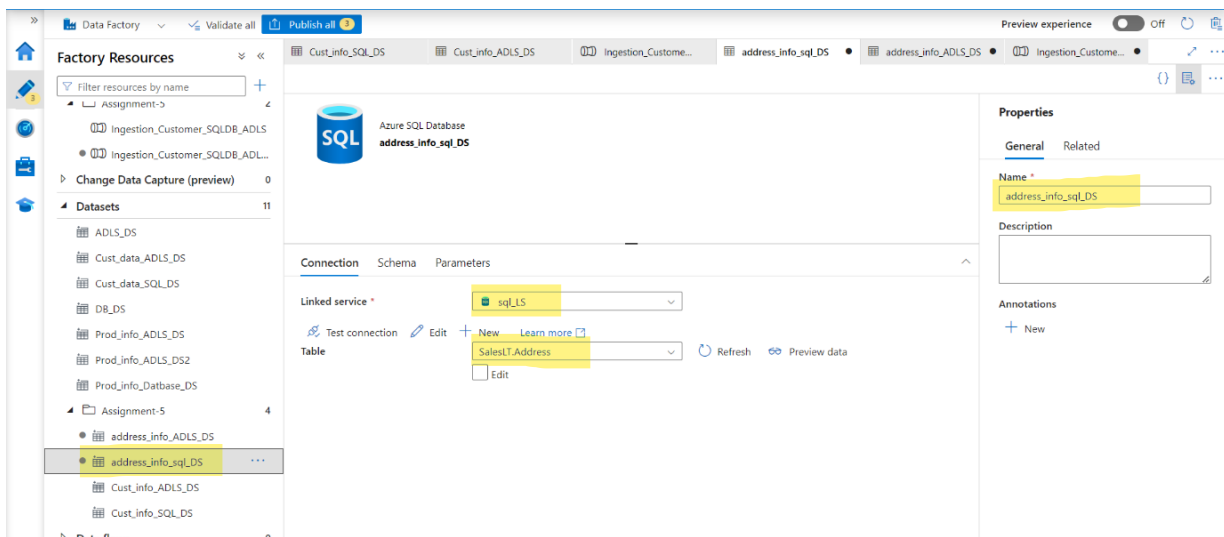 » Data Factory Validate all Publish all 3 Preview experience Off
Factory Resources
Filter resources by name
Assignment-5 2
Ingestion_Customer_SQLDB_ADLS
Ingestion_Customer_SQLDB_ADL...
Change Data Capture (preview) 0
Datasets 11
ADLS_DS
Cust_data_ADLS_DS
Cust_data_SQL_DS
DB_DS
Prod_info_ADLS_DS
Prod_info_ADLS_DS2
Prod_info_Datbase_DS
Assignment-5 4
address_info_ADLS_DS
address_info_sql_DS ...
Cust_info_ADLS_DS
Cust_info_SQL_DS
3
Cust_info_SQL_DS Cust_info_ADLS_DS Ingestion_Custome... address_info_sql_DS address_info_ADLS_DS Ingestion_Custome...
{}
SQL
Azure SQL Database
address_info_sql_DS
Connection Schema Parameters
Linked service *
sql_LS
Test connection Edit New Learn more
Table
SalesLT.Address
Refresh Preview data
Edit
Properties
General Related
Name *
address_info_sql_DS
Description
Annotations
New